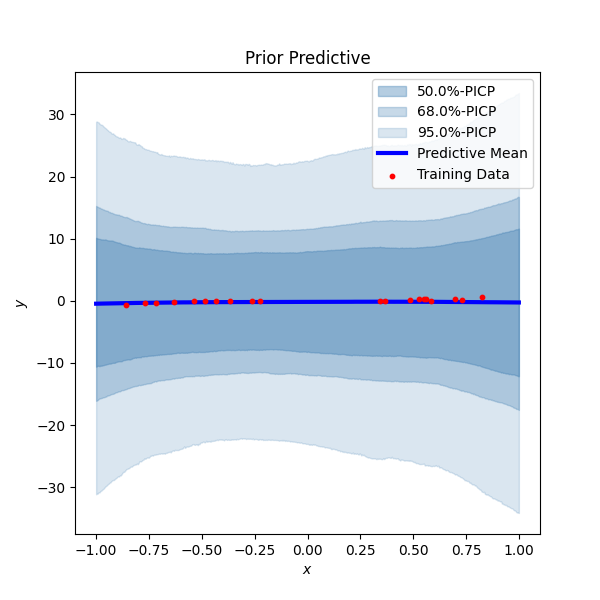 Prior Predictive
50.0%-PICP
68.0%-PICP
95.0%-PICP
Predictive Mean
Training Data
30
20
10
0
−10
−20
−30
y
−1.00 −0.75 −0.50 −0.25 0.00 0.25 0.50 0.75 1.00
x